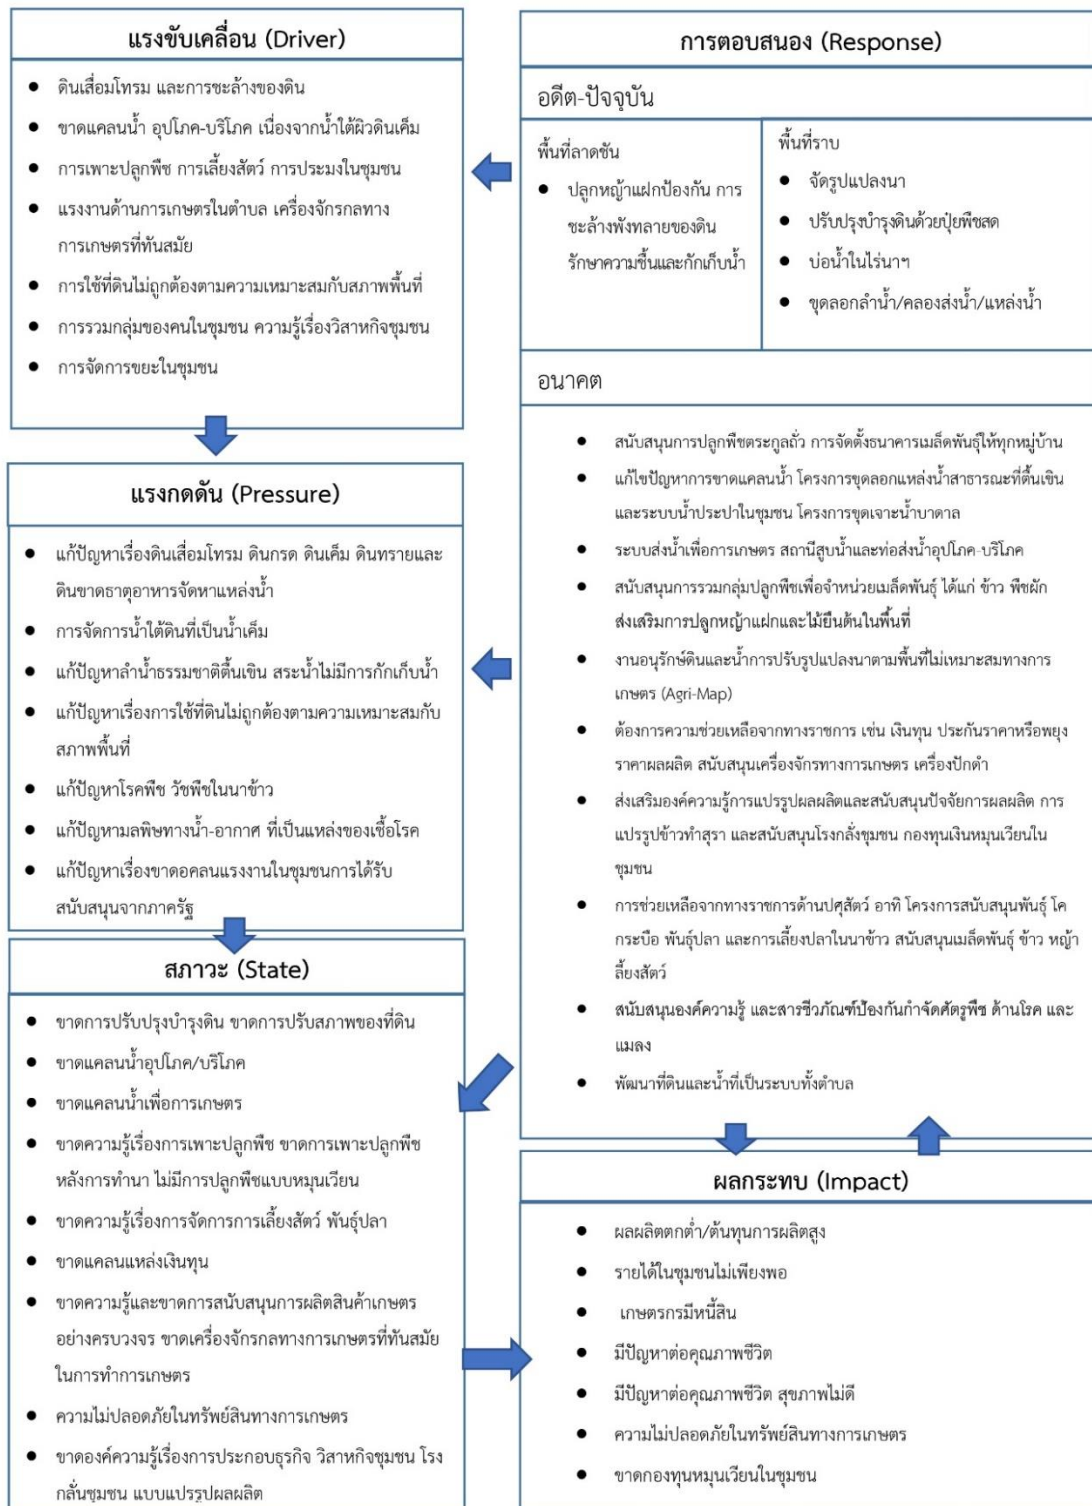 แรงขับเคลื่อน (Driver)
● ดินเสื่อมโทรม และการชะล้างของดิน
● ขาดแคลนน้ำ อุปโภค-บริโภค เนื่องจากน้ำใต้ผิวดินเค็ม
● การเพาะปลูกพืช การเลี้ยงสัตว์ การประมงในชุมชน
● แรงงานด้านการเกษตรในตำบล เครื่องจักรกลทาง
การเกษตรที่ทันสมัย
● การใช้ที่ดินไม่ถูกต้องตามความเหมาะสมกับสภาพพื้นที่
● การรวมกลุ่มของคนในชุมชน ความรู้เรื่องวิสาหกิจชุมชน
● การจัดการขยะในชุมชน
แรงกดดัน (Pressure)
● แก้ปัญหาเรื่องดินเสื่อมโทรม ดินกรด ดินเค็ม ดินทรายและ
ดินขาดธาตุอาหารจัดหาแหล่งน้ำ
● การจัดการน้ำใต้ดินที่เป็นน้ำเค็ม
● แก้ปัญหาลำน้ำธรรมชาติตื้นเขิน สระน้ำไม่มีการกักเก็บน้ำ
● แก้ปัญหาเรื่องการใช้ที่ดินไม่ถูกต้องตามความเหมาะสมกับ
สภาพพื้นที่
● แก้ปัญหาโรคพืช วัชพืชในนาข้าว
● แก้ปัญหามลพิษทางน้ำ-อากาศ ที่เป็นแหล่งของเชื้อโรค
● แก้ปัญหาเรื่องขาดอคลนแรงงานในชุมชนการได้รับ
สนับสนุนจากภาครัฐ
สภาวะ (State)
● ขาดการปรับปรุงบำรุงดิน ขาดการปรับสภาพของที่ดิน
● ขาดแคลนน้ำอุปโภค/บริโภค
● ขาดแคลนน้ำเพื่อการเกษตร
● ขาดความรู้เรื่องการเพาะปลูกพืช ขาดการเพาะปลูกพืช
หลังการทำนา ไม่มีการปลูกพืชแบบหมุนเวียน
● ขาดความรู้เรื่องการจัดการการเลี้ยงสัตว์ พันธุ์ปลา
● ขาดแคลนแหล่งเงินทุน
● ขาดความรู้และขาดการสนับสนุนการผลิตสินค้าเกษตร
อย่างครบวงจร ขาดเครื่องจักรกลทางการเกษตรที่ทันสมัย
ในการทำการเกษตร
● ความไม่ปลอดภัยในทรัพย์สินทางการเกษตร
● ขาดองค์ความรู้เรื่องการประกอบธุรกิจ วิสาหกิจชุมชน โรง
กลั่นชุมชน แบบแปรรูปผลผลิต
การตอบสนอง (Response)
อดีต-ปัจจุบัน
พื้นที่ลาดชัน
● ปลูกหญ้าแฝกป้องกัน การ
ชะล้างพังทลายของดิน
รักษาความชื้นและกักเก็บน้ำ
พื้นที่ราบ
● จัดรูปแปลงนา
● ปรับปรุงบำรุงดินด้วยปุ๋ยพืชสด
● บ่อน้ำในไร่นาฯ
● ขุดลอกลำน้ำ/คลองส่งน้ำ/แหล่งน้ำ
อนาคต
● สนับสนุนการปลูกพืชตระกูลถั่ว การจัดตั้งธนาคารเมล็ดพันธุ์ให้ทุกหมู่บ้าน
● แก้ไขปัญหาการขาดแคลนน้ำ โครงการขุดลอกแหล่งน้ำสาธารณะที่ตื้นเขิน
และระบบน้ำประปาในชุมชน โครงการขุดเจาะน้ำบาดาล
● ระบบส่งน้ำเพื่อการเกษตร สถานีสูบน้ำและท่อส่งน้ำอุปโภค-บริโภค
● สนับสนุนการรวมกลุ่มปลูกพืชเพื่อจำหน่วยเมล็ดพันธุ์ ได้แก่ ข้าว พืชผัก
ส่งเสริมการปลูกหญ้าแฝกและไม้ยืนต้นในพื้นที่
● งานอนุรักษ์ดินและน้ำการปรับรูปแปลงนาตามพื้นที่ไม่เหมาะสมทางการ
เกษตร (Agri-Map)
● ต้องการความช่วยเหลือจากทางราชการ เช่น เงินทุน ประกันราคาหรือพยุง
ราคาผลผลิต สนับสนุนเครื่องจักรทางการเกษตร เครื่องปักดำ
● ส่งเสริมองค์ความรู้การแปรรูปผลผลิตและสนับสนุนปัจจัยการผลผลิต การ
แปรรูปข้าวทำสุรา และสนับสนุนโรงกลั่งชุมชน กองทุนเงินหมุนเวียนใน
ชุมชน
● การช่วยเหลือจากทางราชการด้านปศุสัตว์ อาทิ โครงการสนับสนุนพันธุ์ โค
กระบือ พันธุ์ปลา และการเลี้ยงปลาในนาข้าว สนับสนุนเมล็ดพันธุ์ ข้าว หญ้า
ลี้ยงสัตว์
● สนับสนุนองค์ความรู้ และสารชีวภัณฑ์ป้องกันกำจัดศัตรูพืช ด้านโรค และ
แมลง
● พัฒนาที่ดินและน้ำที่เป็นระบบทั้งตำบล
ผลกระทบ (Impact)
● ผลผลิตตกต่ำ/ต้นทุนการผลิตสูง
● รายได้ในชุมชนไม่เพียงพอ
● เกษตรกรมีหนี้สิน
● มีปัญหาต่อคุณภาพชีวิต
● มีปัญหาต่อคุณภาพชีวิต สุขภาพไม่ดี
● ความไม่ปลอดภัยในทรัพย์สินทางการเกษตร
● ขาดกองทุนหมุนเวียนในชุมชน